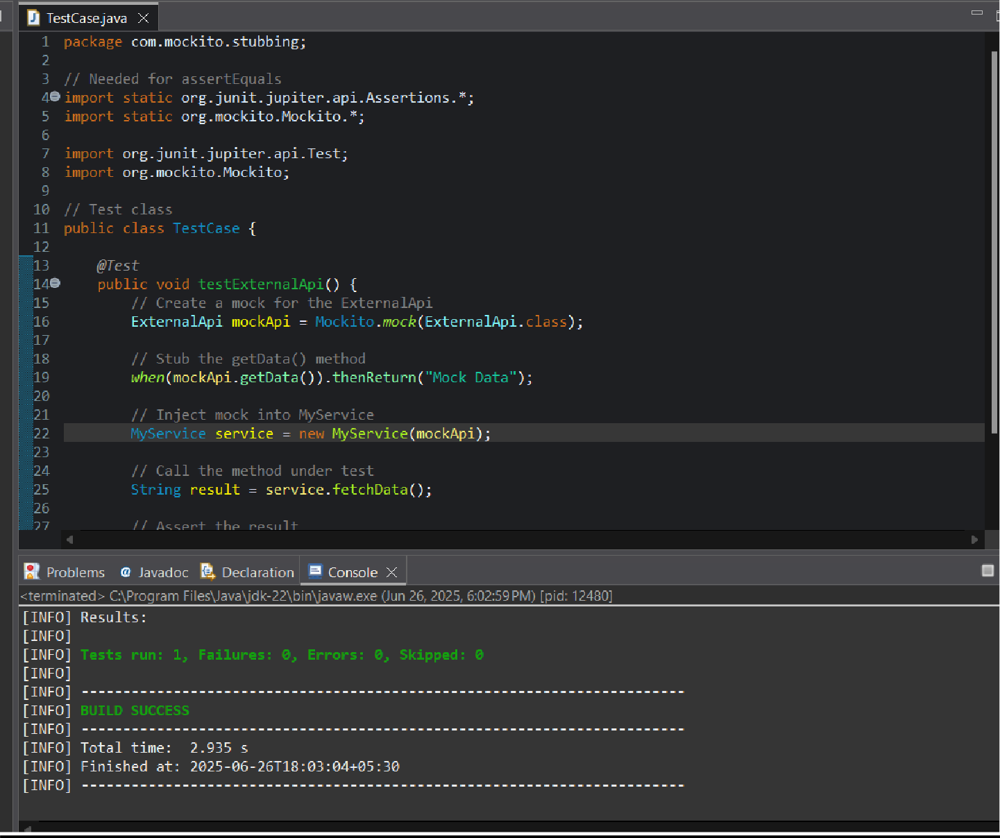 TestCase.java
1 package com.mockito.stubbing;
2
3 // Needed for assertEquals
4 import static org.junit.jupiter.api.Assertions.*;
5 import static org.mockito.Mockito.*;
6
7 import org.junit.jupiter.api.Test;
8 import org.mockito.Mockito;
9
10 // Test class
11 public class TestCase {
12
13     @Test
14     public void testExternalApi() {
15         // Create a mock for the ExternalApi
16         ExternalApi mockApi = Mockito.mock(ExternalApi.class);
17
18         // Stub the getData() method
19         when(mockApi.getData()).thenReturn("Mock Data");
20
21         // Inject mock into MyService
22         MyService service = new MyService(mockApi);
23
24         // Call the method under test
25         String result = service.fetchData();
26
27         // Assert the result
Problems Javadoc Declaration Console
<terminated> C:\Program Files\Java\jdk-22\bin\javaw.exe (Jun 26, 2025, 6:02:59 PM) [pid: 12480]
[INFO] Results:
[INFO]
[INFO] Tests run: 1, Failures: 0, Errors: 0, Skipped: 0
[INFO]
[INFO] ------------------------------------------------------------------------
[INFO] BUILD SUCCESS
[INFO] ------------------------------------------------------------------------
[INFO] Total time:  2.935 s
[INFO] Finished at: 2025-06-26T18:03:04+05:30
[INFO] ------------------------------------------------------------------------